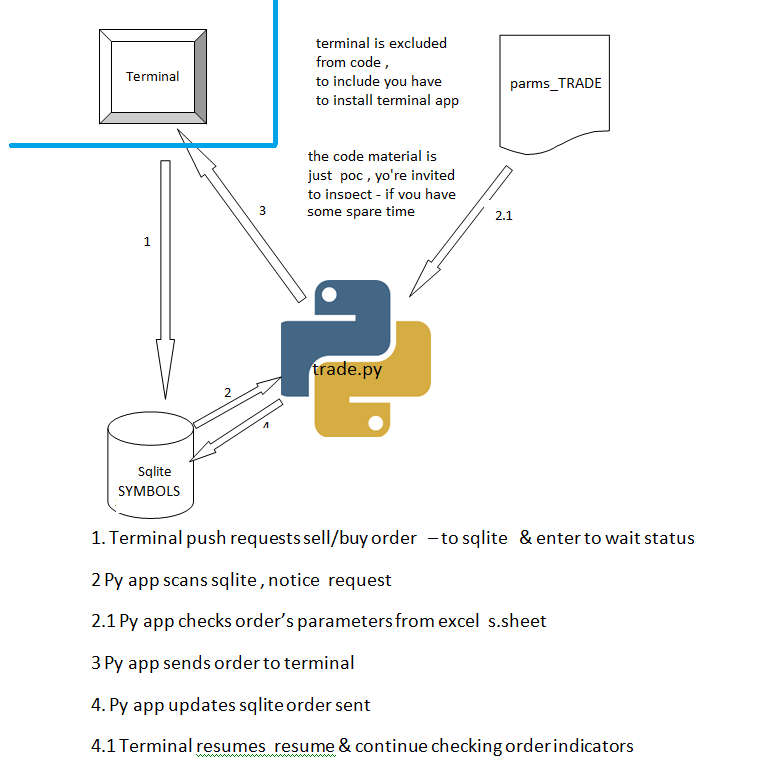 Terminal
terminal is excluded
from code ,
to include you have
to install terminal app
parms_TRADE
the code material is
just poc , yo're invited
to inspect - if you have
some spare time
3
2.1
1
trade.py
2
4
Sqlite
SYMBOLS
1. Terminal push requests sell/buy order – to sqlite & enter to wait status
2 Py app scans sqlite , notice request
2.1 Py app checks order’s parameters from excel s.sheet
3 Py app sends order to terminal
4. Py app updates sqlite order sent
4.1 Terminal resumes resume & continue checking order indicators